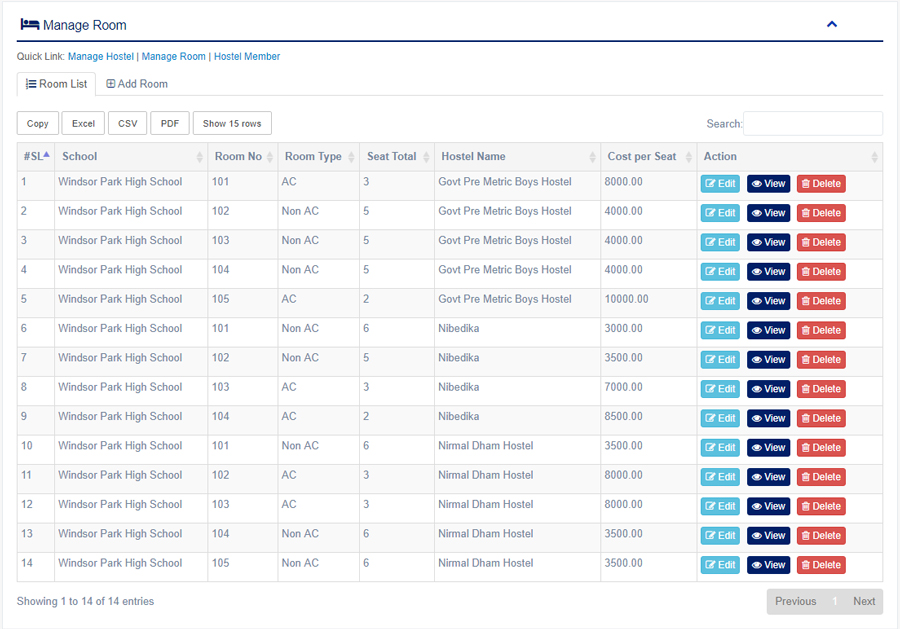 Manage Room
Quick Link: Manage Hostel | Manage Room | Hostel Member
Room List Add Room
Copy Excel CSV PDF Show 15 rows Search:
#SL School Room No Room Type Seat Total Hostel Name Cost per Seat Action
1 Windsor Park High School 101 AC 3 Govt Pre Metric Boys Hostel 8000.00 Edit View Delete
2 Windsor Park High School 102 Non AC 5 Govt Pre Metric Boys Hostel 4000.00 Edit View Delete
3 Windsor Park High School 103 Non AC 5 Govt Pre Metric Boys Hostel 4000.00 Edit View Delete
4 Windsor Park High School 104 Non AC 5 Govt Pre Metric Boys Hostel 4000.00 Edit View Delete
5 Windsor Park High School 105 AC 2 Govt Pre Metric Boys Hostel 10000.00 Edit View Delete
6 Windsor Park High School 101 Non AC 6 Nibedika 3000.00 Edit View Delete
7 Windsor Park High School 102 Non AC 5 Nibedika 3500.00 Edit View Delete
8 Windsor Park High School 103 AC 3 Nibedika 7000.00 Edit View Delete
9 Windsor Park High School 104 AC 2 Nibedika 8500.00 Edit View Delete
10 Windsor Park High School 101 Non AC 6 Nirmal Dham Hostel 3500.00 Edit View Delete
11 Windsor Park High School 102 AC 3 Nirmal Dham Hostel 8000.00 Edit View Delete
12 Windsor Park High School 103 AC 3 Nirmal Dham Hostel 8000.00 Edit View Delete
13 Windsor Park High School 104 Non AC 6 Nirmal Dham Hostel 3500.00 Edit View Delete
14 Windsor Park High School 105 Non AC 6 Nirmal Dham Hostel 3500.00 Edit View Delete
Showing 1 to 14 of 14 entries Previous 1 Next